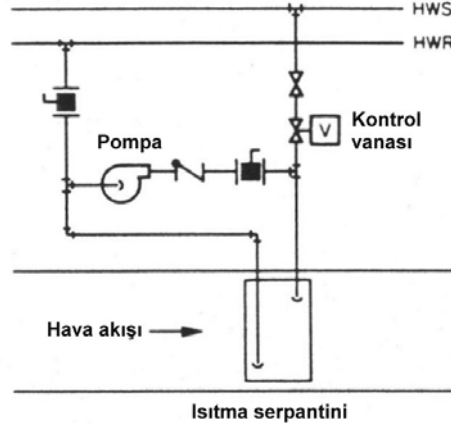 HWS
HWR
Pompa
V
Kontrol
vanası
Hava akışı
Isıtma serpantini